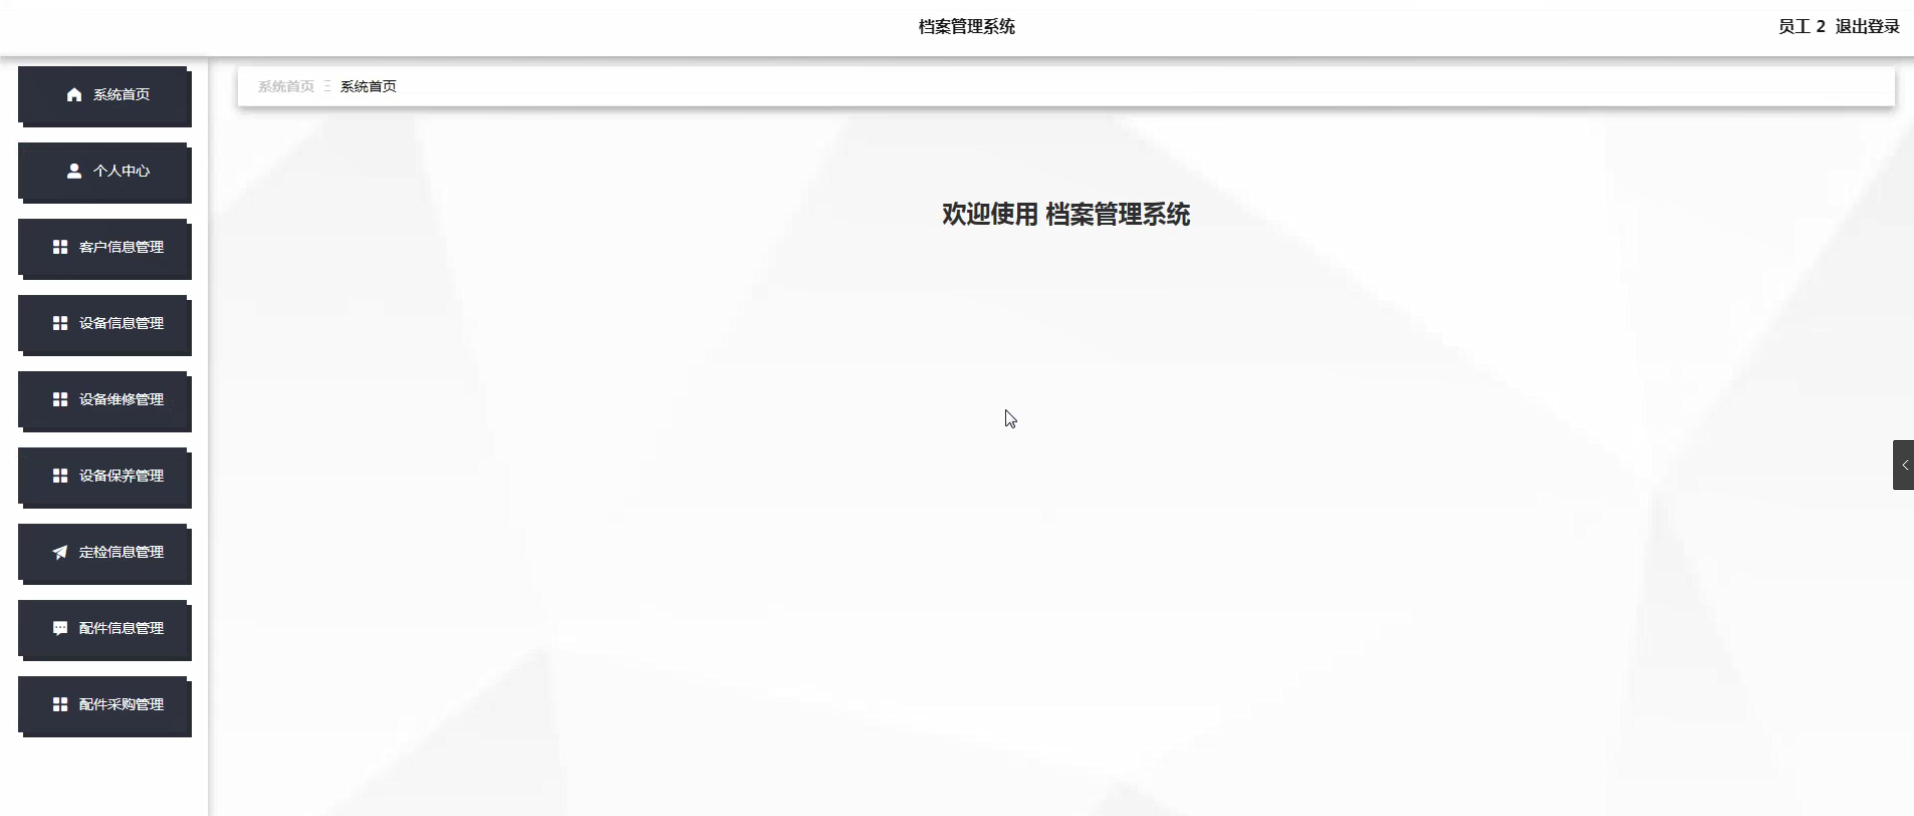 档案管理系统
员工 2 退出登录
系统首页 系统首页
系统首页
个人中心
客户信息管理
设备信息管理
设备维修管理
设备保养管理
定检信息管理
配件信息管理
配件采购管理
欢迎使用 档案管理系统